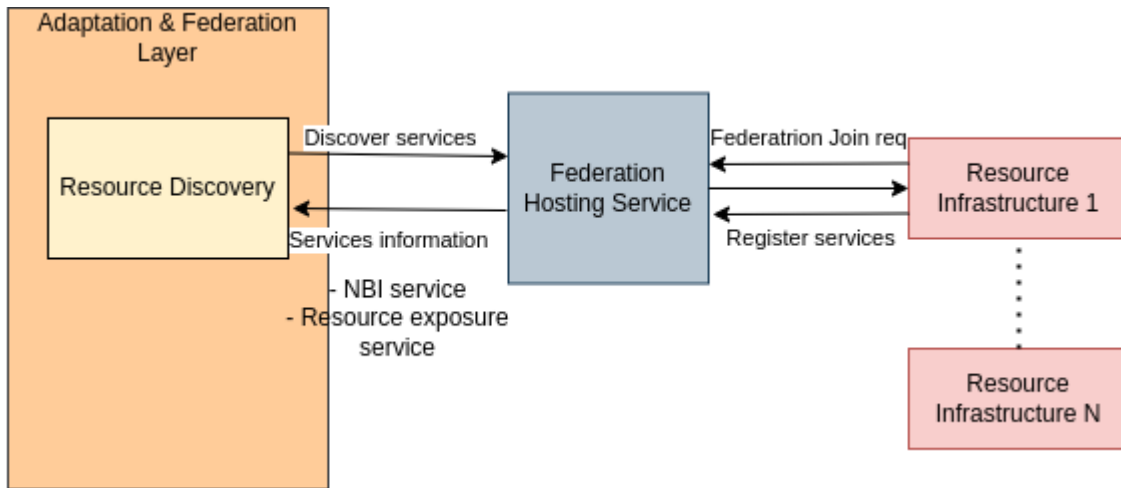 Adaptation & Federation
Layer
Resource Discovery
Discover services
Services information
- NBI service
- Resource exposure
service
Federation
Hosting Service
Federatrion Join req
Register services
Resource
Infrastructure 1
Resource
Infrastructure N